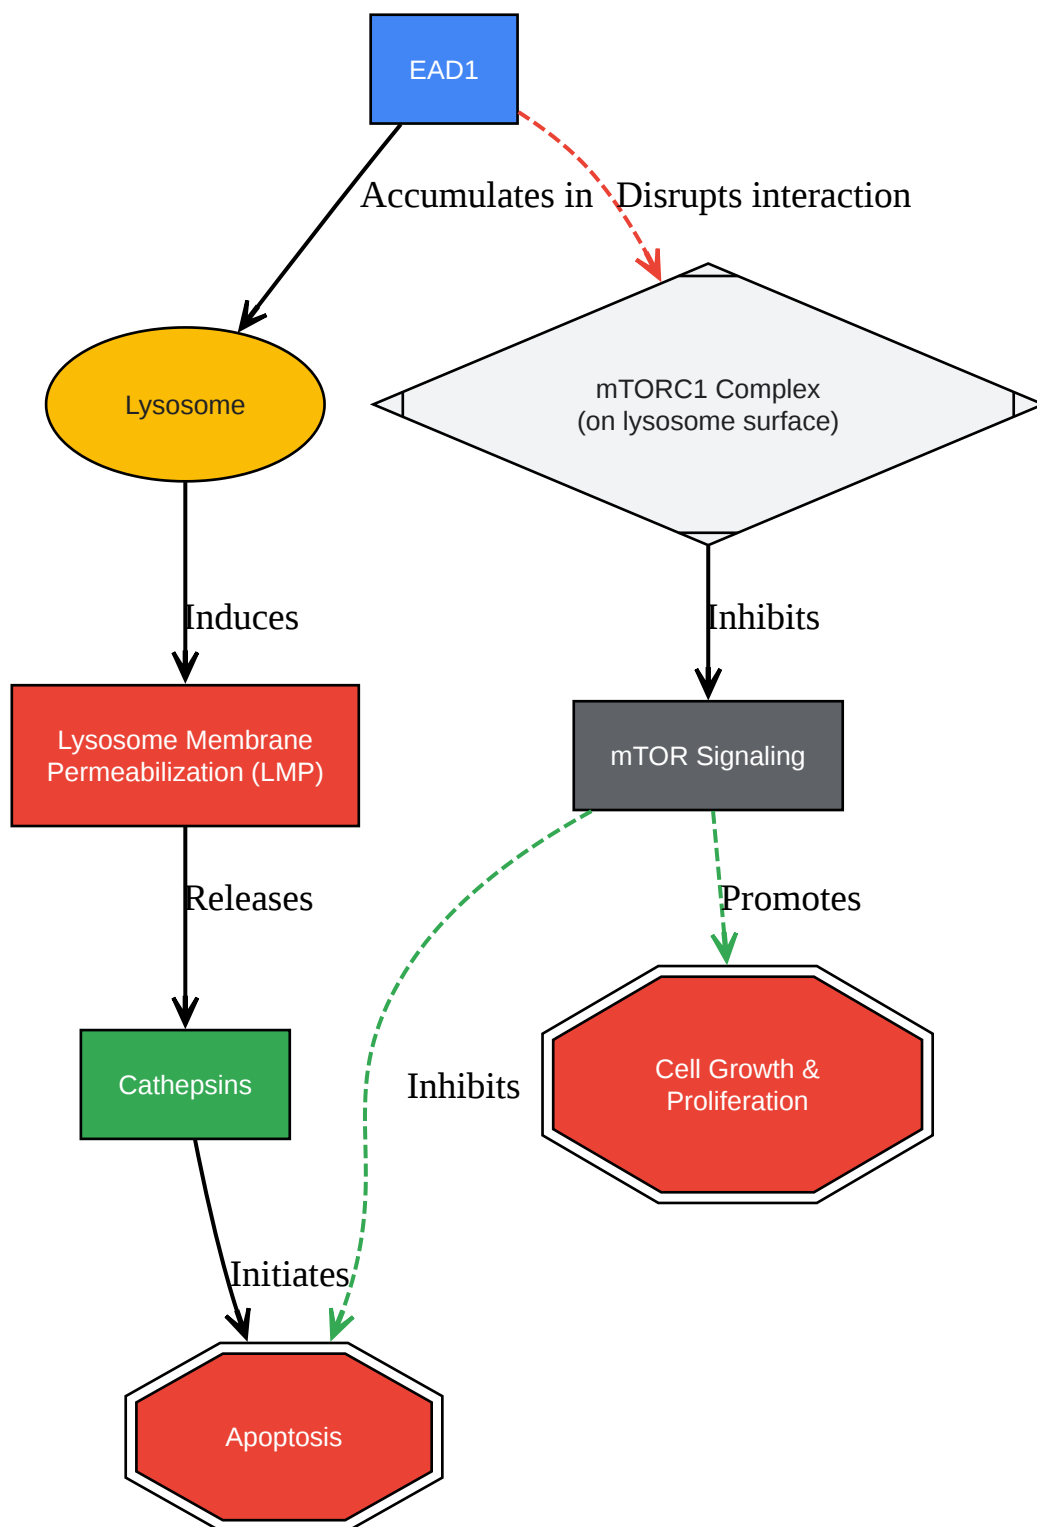 EAD1
Accumulates in
Disrupts interaction
Lysosome
mTORC1 Complex
(on lysosome surface)
Induces
Inhibits
Lysosome Membrane
Permeabilization (LMP)
mTOR Signaling
Releases
Promotes
Cathepsins
Inhibits
Cell Growth &
Proliferation
Initiates
Apoptosis